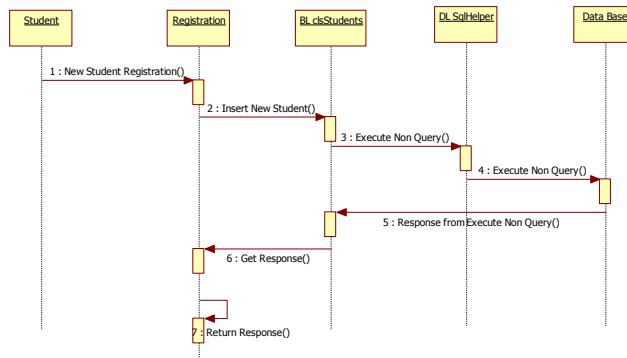 Student
Registration
BL clsStudents
DL SqlHelper
Data Base
1 : New Student Registration()
2 : Insert New Student()
3 : Execute Non Query()
4 : Execute Non Query()
5 : Response from Execute Non Query()
6 : Get Response()
7 : Return Response()